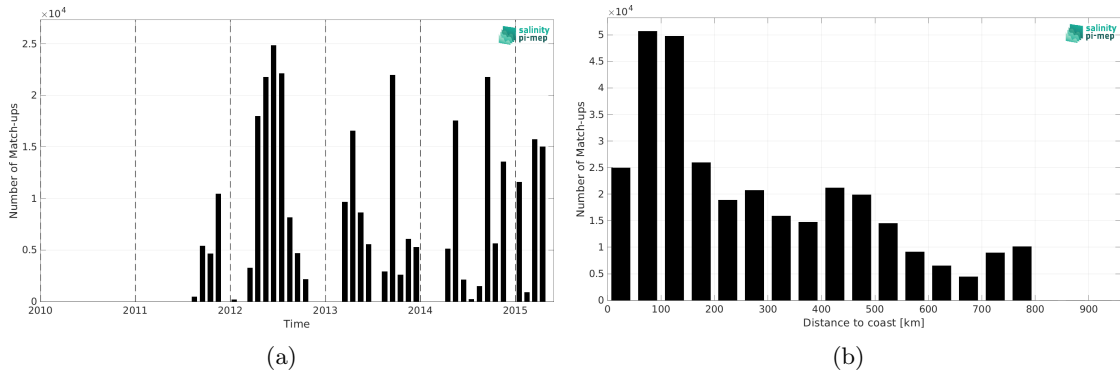 ×10⁴
salinity
pi-mep
2.5
2
1.5
1
0.5
0
Number of Match-ups
2010 2011 2012 2013 2014 2015
Time
(a)
×10⁴
salinity
pi-mep
5
4.5
4
3.5
3
2.5
2
1.5
1
0.5
0
Number of Match-ups
0 100 200 300 400 500 600 700 800 900
Distance to coast [km]
(b)